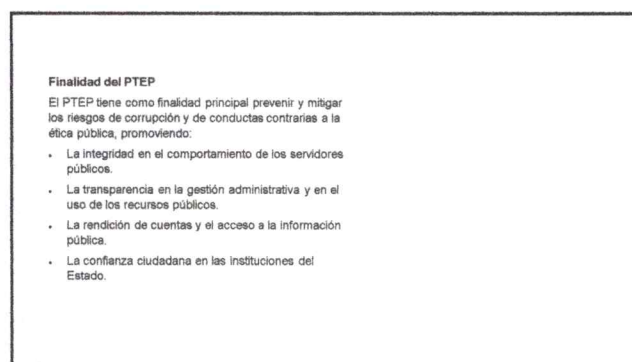 Finalidad del PTEP
El PTEP tiene como finalidad principal prevenir y mitigar
los riesgos de corrupción y de conductas contrarias a la
ética pública, promoviendo:
• La integridad en el comportamiento de los servidores
públicos.
• La transparencia en la gestión administrativa y en el
uso de los recursos públicos.
• La rendición de cuentas y el acceso a la información
pública.
• La confianza ciudadana en las instituciones del
Estado.